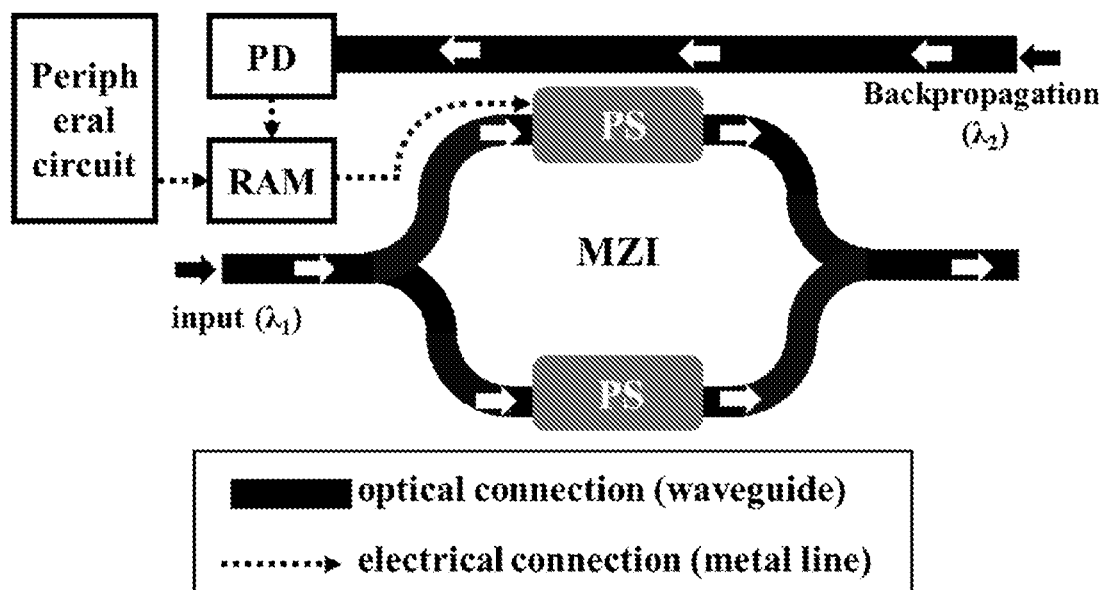 Periph
eral
circuit
PD
RAM
PS
Backpropagation
(λ₂)
MZI
input (λ₁)
PS
optical connection (waveguide)
electrical connection (metal line)